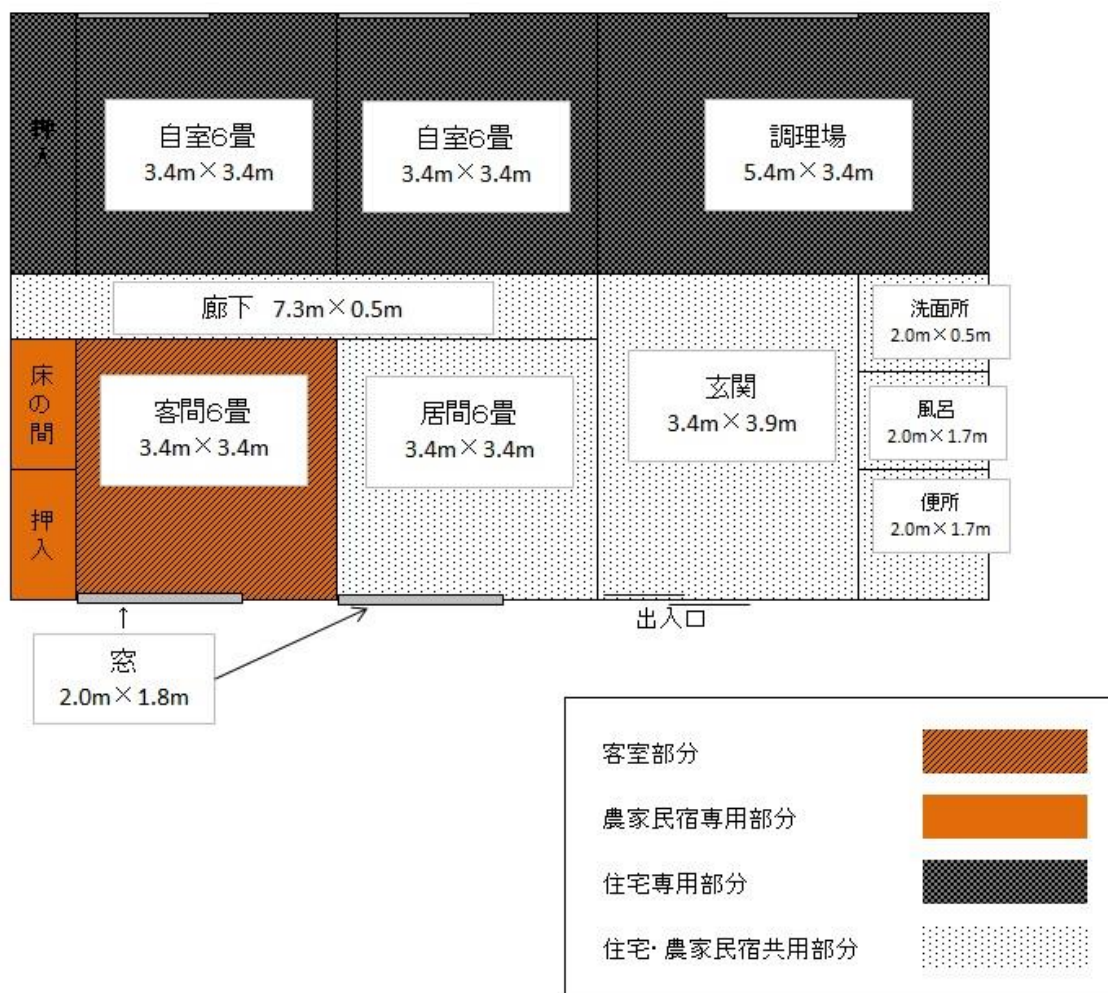 押入
自室6畳
3.4m×3.4m
自室6畳
3.4m×3.4m
調理場
5.4m×3.4m
廊下 7.3m×0.5m
洗面所
2.0m×0.5m
床の間
客間6畳
3.4m×3.4m
居間6畳
3.4m×3.4m
玄関
3.4m×3.9m
風呂
2.0m×1.7m
押入
便所
2.0m×1.7m
↑
出入口
窓
2.0m×1.8m
客室部分
農家民宿専用部分
住宅専用部分
住宅・農家民宿共用部分